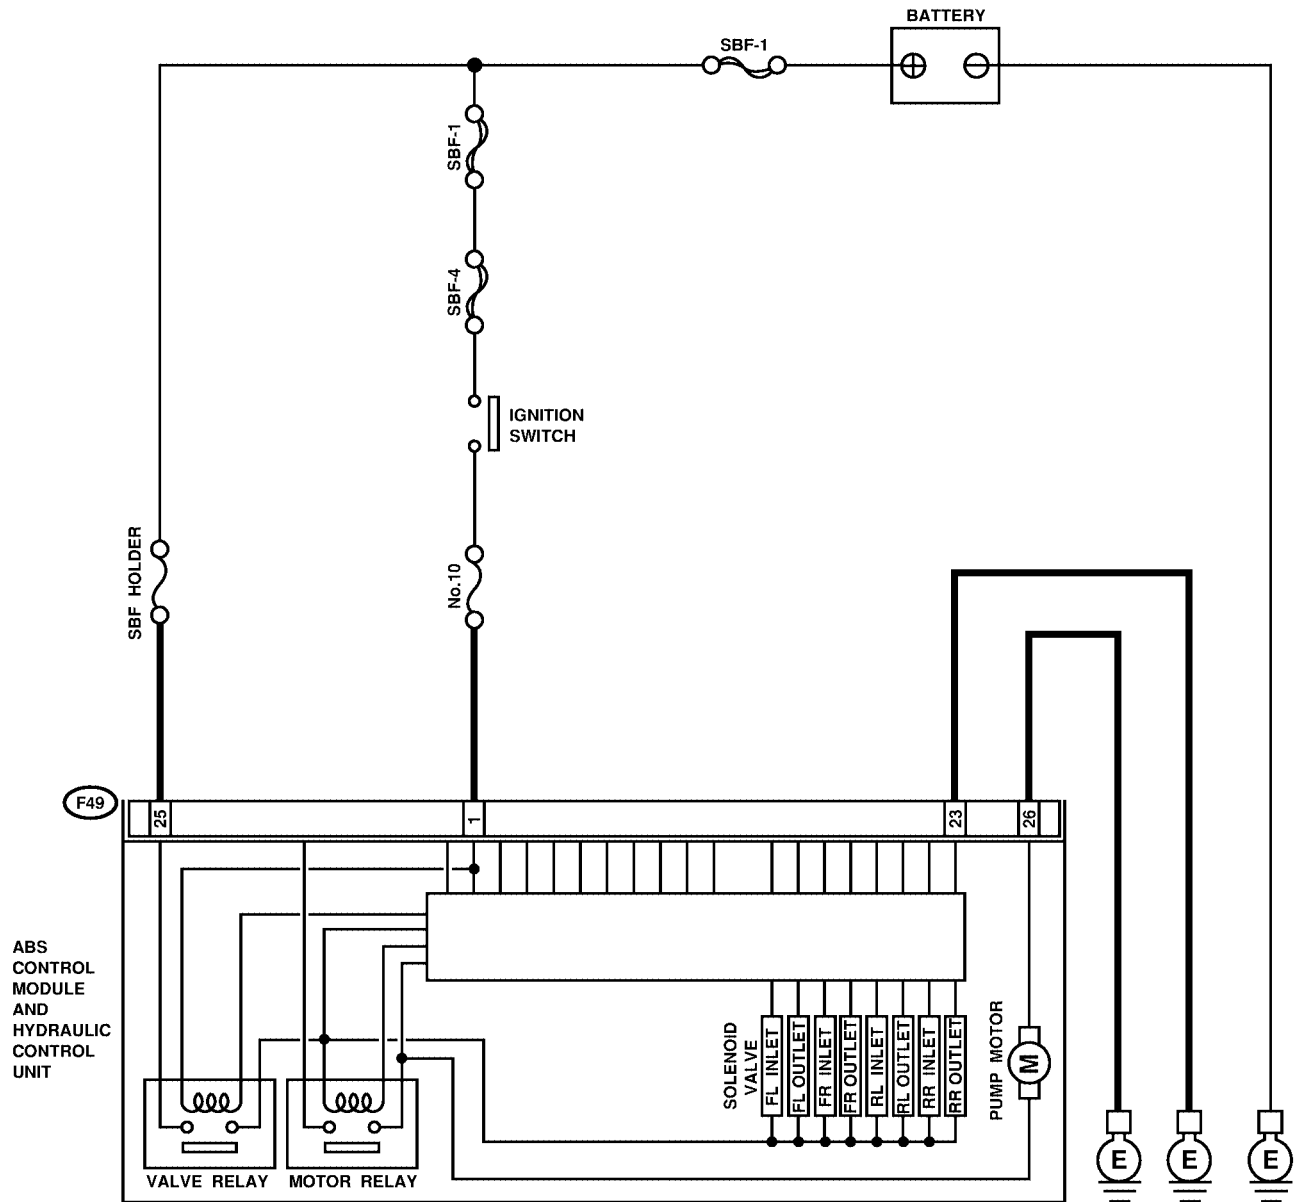 BATTERY
SBF-1
SBF-1
SBF-4
IGNITION
SWITCH
SBF HOLDER
No.10
F49
25
1
23
26
ABS
CONTROL
MODULE
AND
HYDRAULIC
CONTROL
UNIT
SOLENOID
VALVE
FL INLET
FL OUTLET
FR INLET
FR OUTLET
RL INLET
RL OUTLET
RR INLET
RR OUTLET
PUMP MOTOR
M
VALVE RELAY
MOTOR RELAY
E
E
E